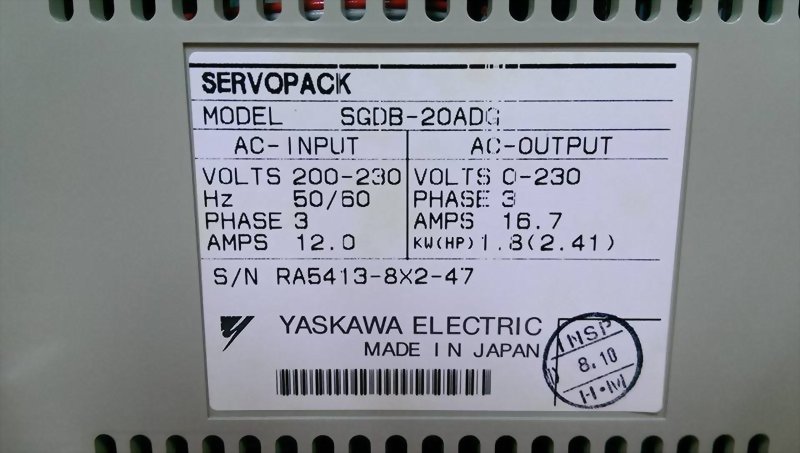 SERVOPACK
MODEL SGDB-20ADG
AC-INPUT AC-OUTPUT
VOLTS 200-230 VOLTS 0-230
Hz 50/60 PHASE 3
PHASE 3 AMPS 16.7
AMPS 12.0 KW(HP) 1.8(2.41)
S/N RA5413-8X2-47
YASKAWA ELECTRIC
MADE IN JAPAN
INSP
8.10
H·M